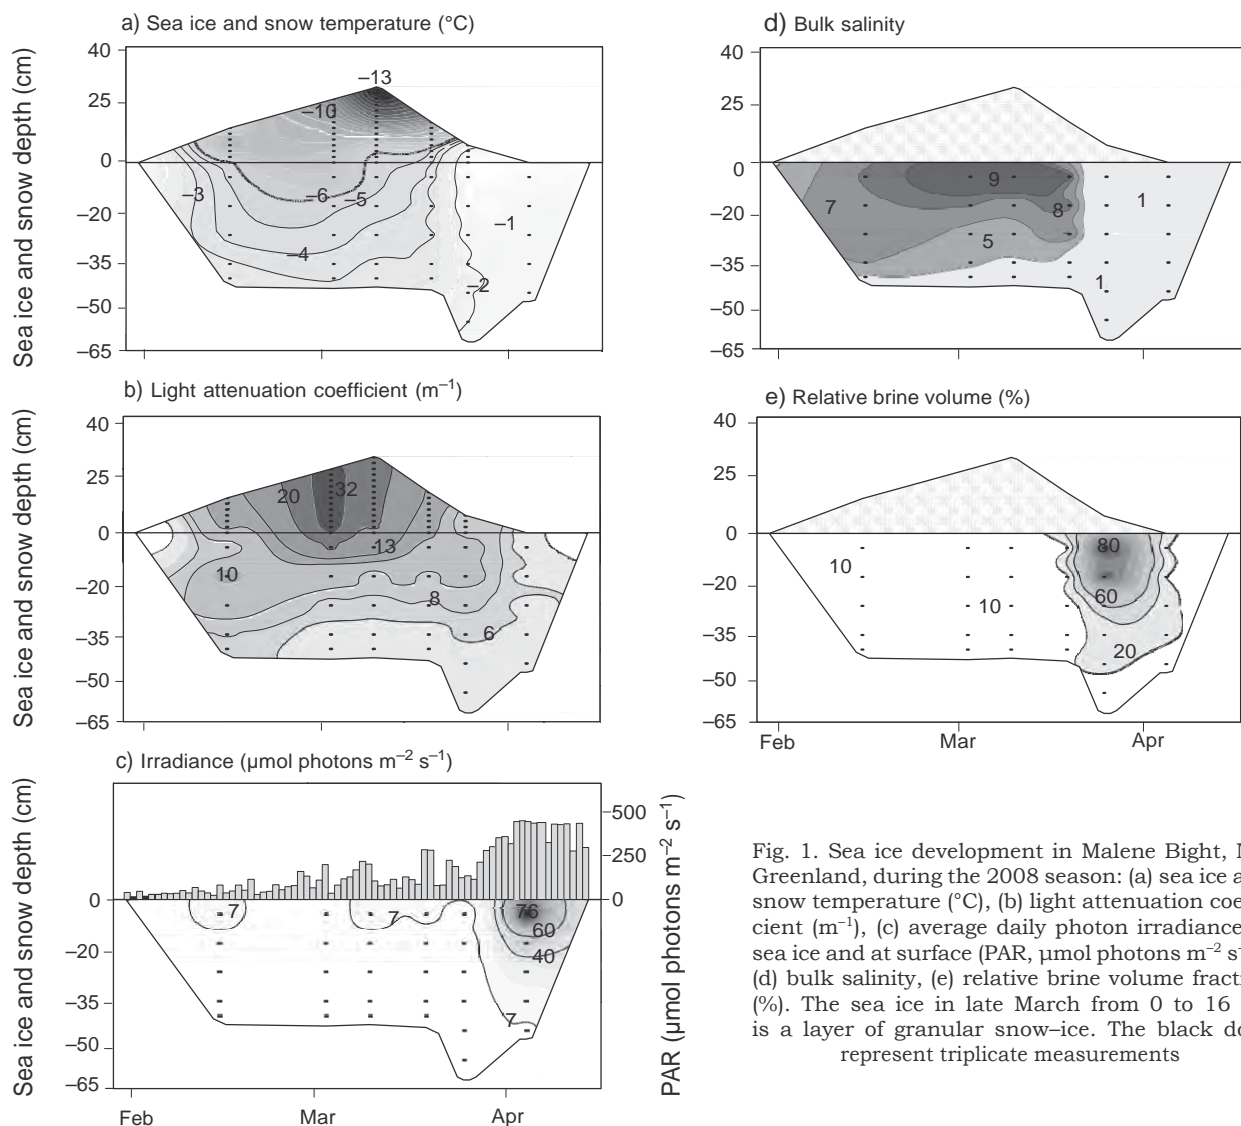 a) Sea ice and snow temperature (°C)
Sea ice and snow depth (cm)
40
25
0
–20
–35
–50
–65
–13
–10
–3
–6
–5
–4
–1
–2
b) Light attenuation coefficient (m–1)
Sea ice and snow depth (cm)
40
25
0
–20
–35
–50
–65
20
32
13
10
8
6
c) Irradiance (µmol photons m–2 s–1)
Sea ice and snow depth (cm)
0
–20
–35
–50
–65
500
250
0
PAR (µmol photons m–2 s–1)
7
7
76
60
40
7
Feb
Mar
Apr
d) Bulk salinity
40
25
0
–20
–35
–50
–65
9
7
8
5
1
1
e) Relative brine volume (%)
40
25
0
–20
–35
–50
–65
80
10
60
10
20
Feb
Mar
Apr
Fig. 1. Sea ice development in Malene Bight, N
Greenland, during the 2008 season: (a) sea ice a
snow temperature (°C), (b) light attenuation coe
cient (m–1), (c) average daily photon irradiance
sea ice and at surface (PAR, µmol photons m–2 s–
(d) bulk salinity, (e) relative brine volume fracti
(%). The sea ice in late March from 0 to 16
is a layer of granular snow–ice. The black do
represent triplicate measurements